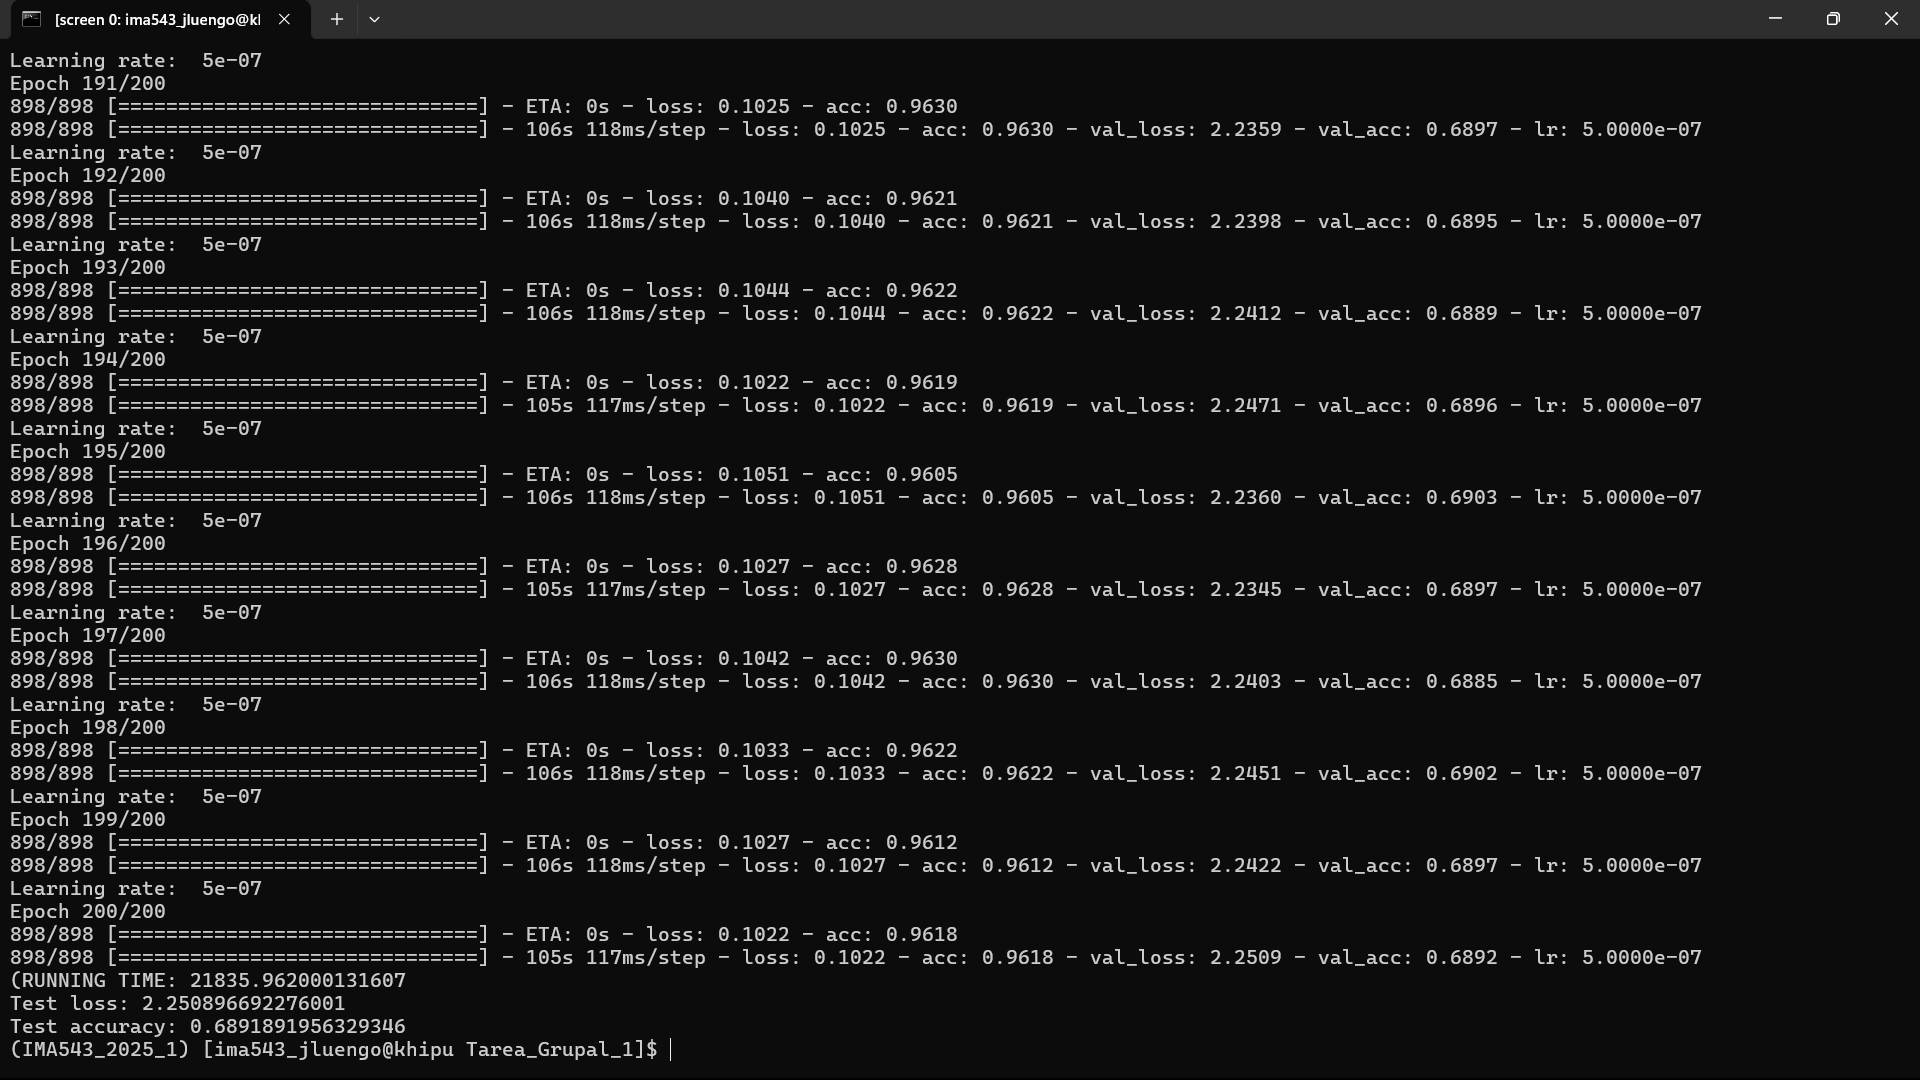 [screen 0: ima543_jluengo@kl
Learning rate:  5e-07
Epoch 191/200
898/898 [==============================] - ETA: 0s - loss: 0.1025 - acc: 0.9630
898/898 [==============================] - 106s 118ms/step - loss: 0.1025 - acc: 0.9630 - val_loss: 2.2359 - val_acc: 0.6897 - lr: 5.0000e-07
Learning rate:  5e-07
Epoch 192/200
898/898 [==============================] - ETA: 0s - loss: 0.1040 - acc: 0.9621
898/898 [==============================] - 106s 118ms/step - loss: 0.1040 - acc: 0.9621 - val_loss: 2.2398 - val_acc: 0.6895 - lr: 5.0000e-07
Learning rate:  5e-07
Epoch 193/200
898/898 [==============================] - ETA: 0s - loss: 0.1044 - acc: 0.9622
898/898 [==============================] - 106s 118ms/step - loss: 0.1044 - acc: 0.9622 - val_loss: 2.2412 - val_acc: 0.6889 - lr: 5.0000e-07
Learning rate:  5e-07
Epoch 194/200
898/898 [==============================] - ETA: 0s - loss: 0.1022 - acc: 0.9619
898/898 [==============================] - 105s 117ms/step - loss: 0.1022 - acc: 0.9619 - val_loss: 2.2471 - val_acc: 0.6896 - lr: 5.0000e-07
Learning rate:  5e-07
Epoch 195/200
898/898 [==============================] - ETA: 0s - loss: 0.1051 - acc: 0.9605
898/898 [==============================] - 106s 118ms/step - loss: 0.1051 - acc: 0.9605 - val_loss: 2.2360 - val_acc: 0.6903 - lr: 5.0000e-07
Learning rate:  5e-07
Epoch 196/200
898/898 [==============================] - ETA: 0s - loss: 0.1027 - acc: 0.9628
898/898 [==============================] - 105s 117ms/step - loss: 0.1027 - acc: 0.9628 - val_loss: 2.2345 - val_acc: 0.6897 - lr: 5.0000e-07
Learning rate:  5e-07
Epoch 197/200
898/898 [==============================] - ETA: 0s - loss: 0.1042 - acc: 0.9630
898/898 [==============================] - 106s 118ms/step - loss: 0.1042 - acc: 0.9630 - val_loss: 2.2403 - val_acc: 0.6885 - lr: 5.0000e-07
Learning rate:  5e-07
Epoch 198/200
898/898 [==============================] - ETA: 0s - loss: 0.1033 - acc: 0.9622
898/898 [==============================] - 106s 118ms/step - loss: 0.1033 - acc: 0.9622 - val_loss: 2.2451 - val_acc: 0.6902 - lr: 5.0000e-07
Learning rate:  5e-07
Epoch 199/200
898/898 [==============================] - ETA: 0s - loss: 0.1027 - acc: 0.9612
898/898 [==============================] - 106s 118ms/step - loss: 0.1027 - acc: 0.9612 - val_loss: 2.2422 - val_acc: 0.6897 - lr: 5.0000e-07
Learning rate:  5e-07
Epoch 200/200
898/898 [==============================] - ETA: 0s - loss: 0.1022 - acc: 0.9618
898/898 [==============================] - 105s 117ms/step - loss: 0.1022 - acc: 0.9618 - val_loss: 2.2509 - val_acc: 0.6892 - lr: 5.0000e-07
(RUNNING TIME: 21835.962000131607
Test loss: 2.250896692276001
Test accuracy: 0.6891891956329346
(IMA543_2025_1) [ima543_jluengo@khipu Tarea_Grupal_1]$